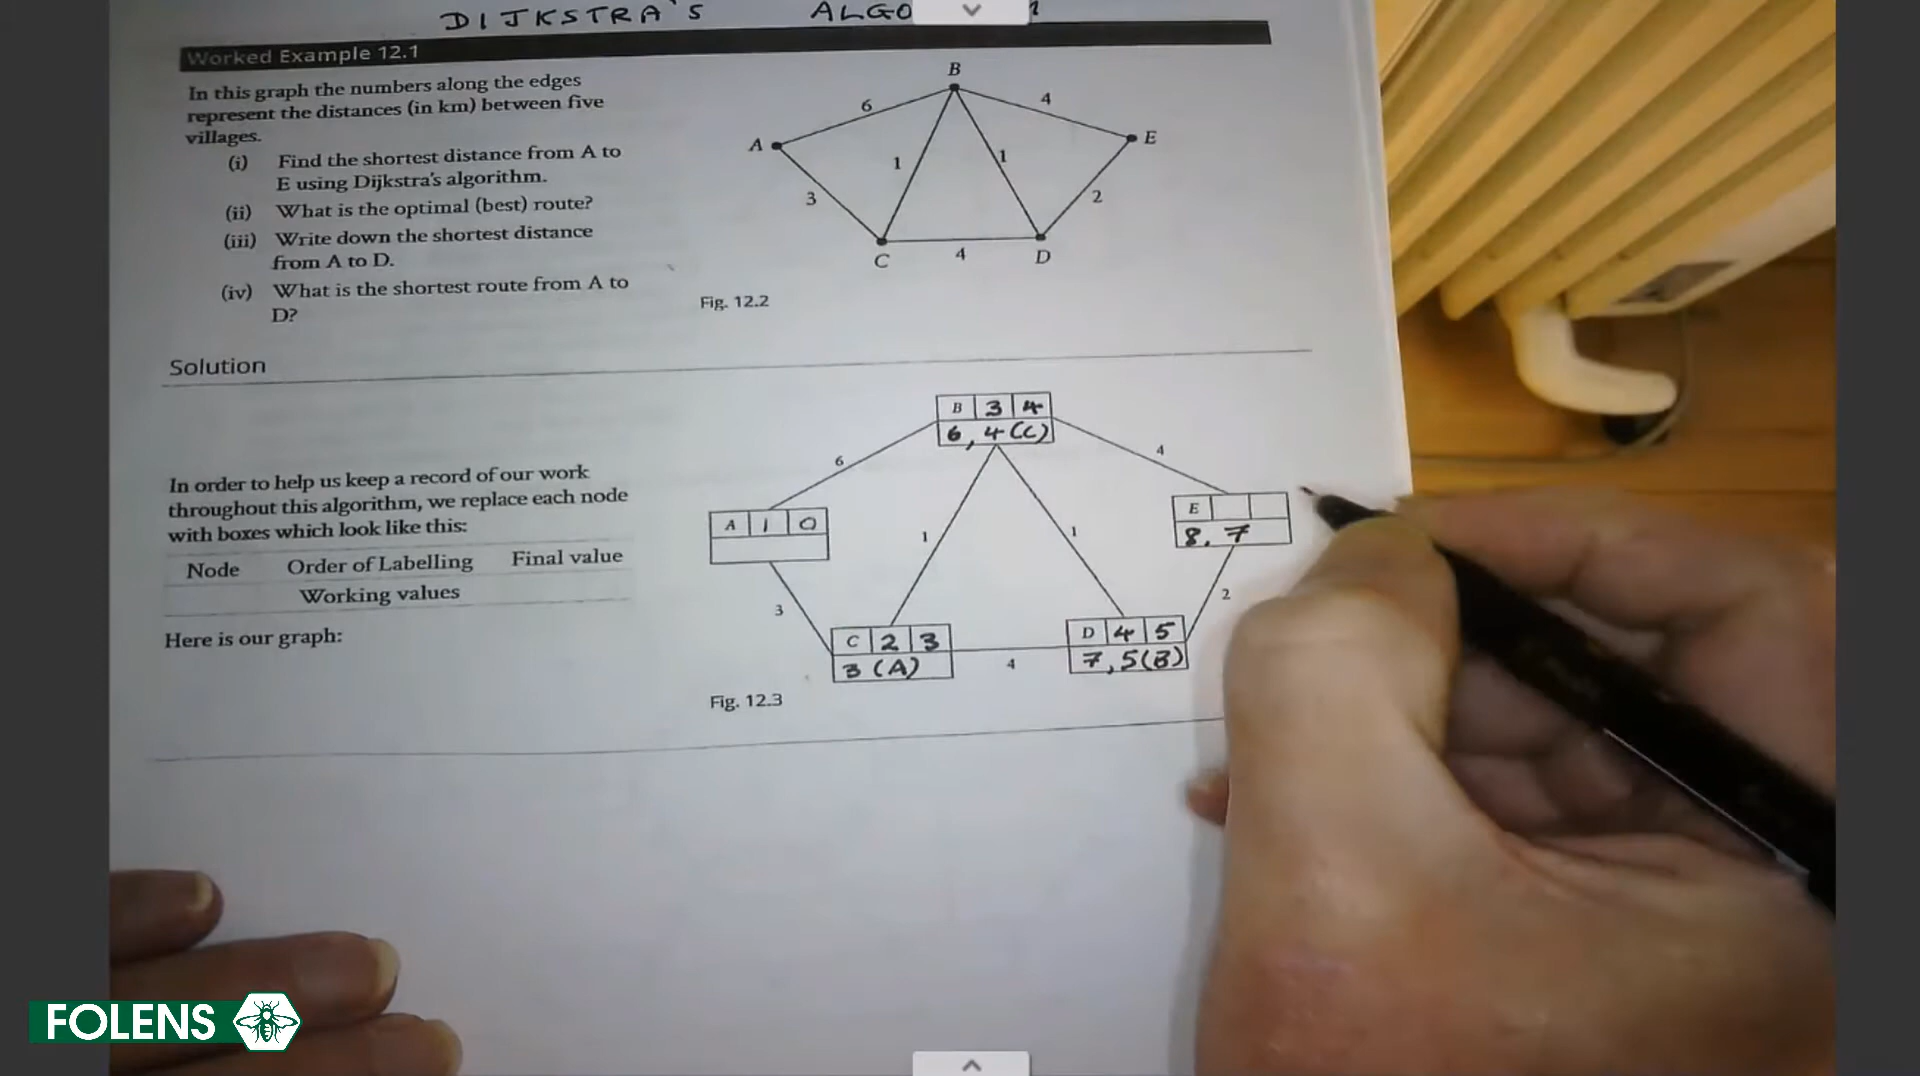 DIJKSTRA'S ALGO
Worked Example 12.1
In this graph the numbers along the edges
represent the distances (in km) between five
villages.
(i) Find the shortest distance from A to
E using Dijkstra's algorithm.
(ii) What is the optimal (best) route?
(iii) Write down the shortest distance
from A to D.
(iv) What is the shortest route from A to
D?
B
6
4
A
E
1
1
3
2
C
4
D
Fig. 12.2
Solution
B 3 4
6, 4(C)
6
4
A 1 0
E
8, 7
1
1
3
2
C 2 3
3 (A)
4
D 4 5
7, 5(B)
Fig. 12.3
In order to help us keep a record of our work
throughout this algorithm, we replace each node
with boxes which look like this:
Node Order of Labelling Final value
Working values
Here is our graph:
FOLENS